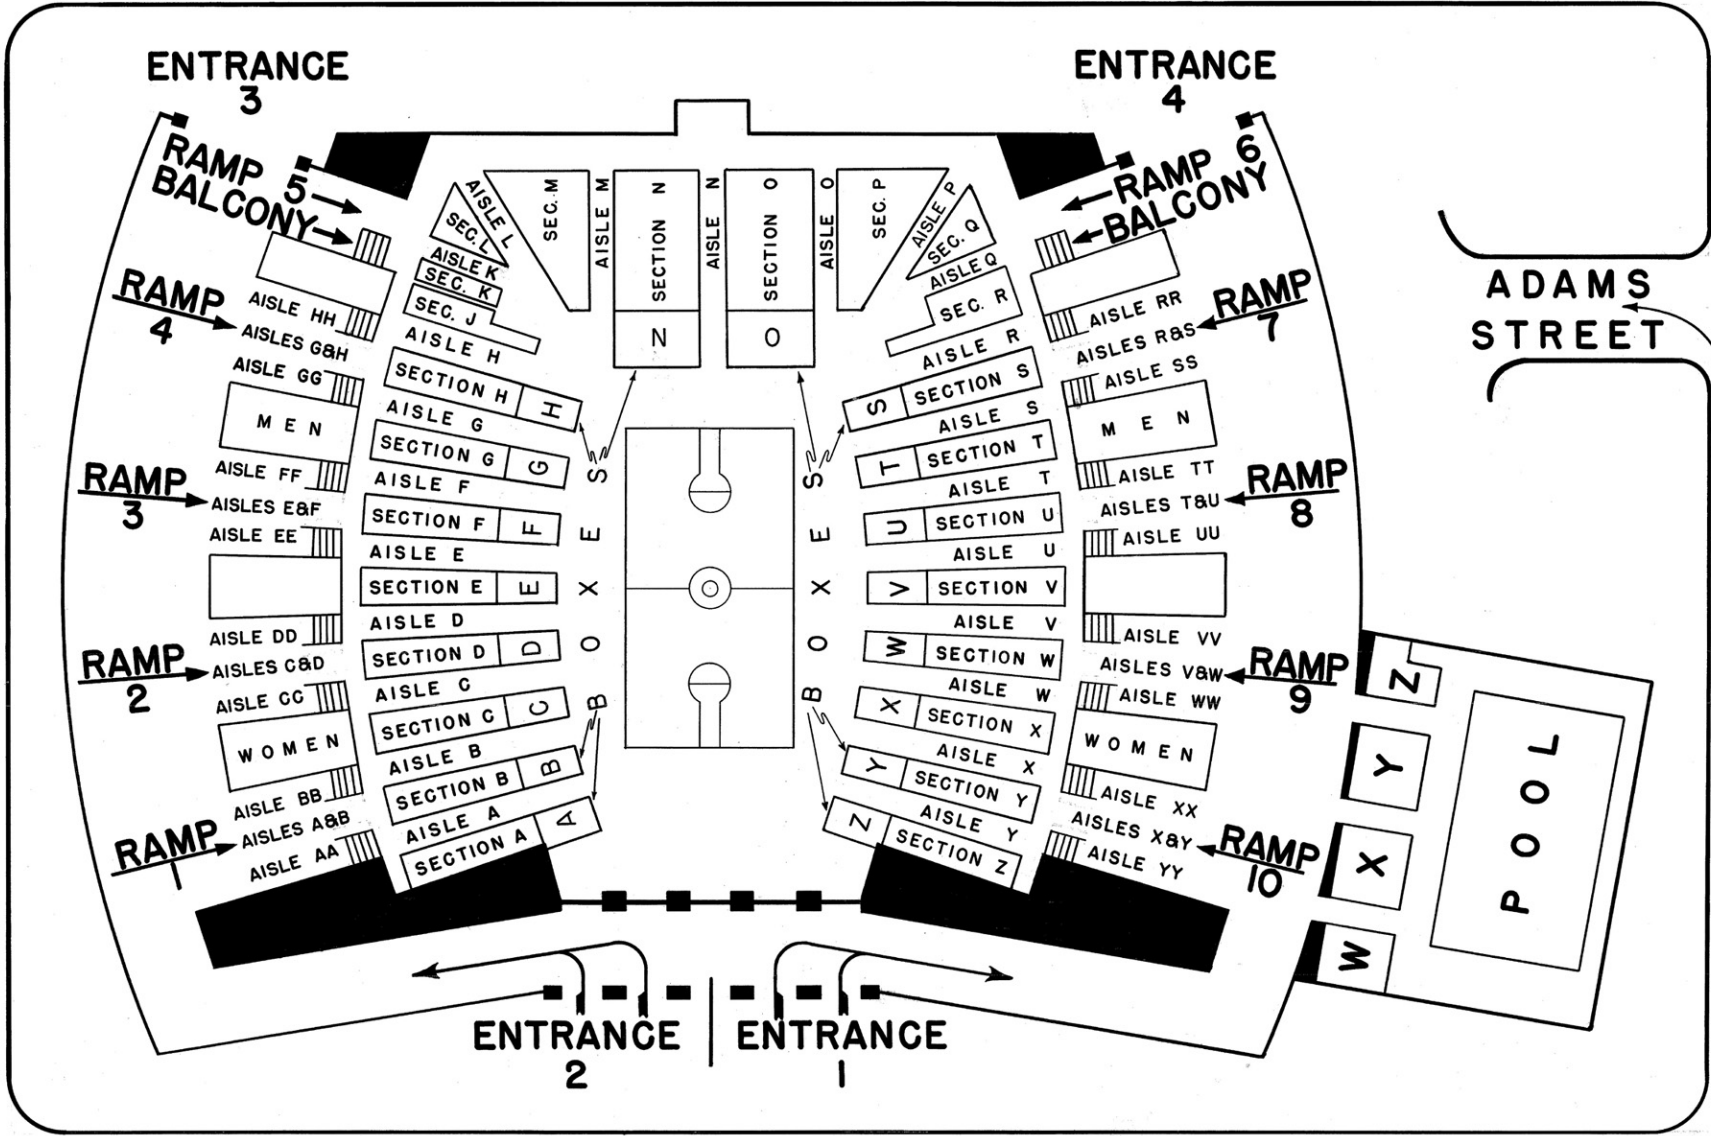 ENTRANCE
3
ENTRANCE
4
RAMP
5
BALCONY
RAMP
6
BALCONY
AISLE L
SEC. L
AISLE K
SEC. K
SEC. J
SEC. M
AISLE M
SECTION N
N
AISLE N
SECTION O
O
AISLE O
SEC. P
AISLE P
SEC. Q
AISLE Q
SEC. R
RAMP
4
AISLE HH
AISLES G&H
AISLE GG
MEN
AISLE FF
RAMP
3
AISLES E&F
AISLE EE
AISLE DD
RAMP
2
AISLES C&D
AISLE CC
WOMEN
AISLE BB
RAMP
1
AISLES A&B
AISLE AA
AISLE H
SECTION H H
AISLE G
SECTION G G
AISLE F
SECTION F F
AISLE E
SECTION E E
AISLE D
SECTION D D
AISLE C
SECTION C C
AISLE B
SECTION B B
AISLE A
SECTION A A
BOXES
BOXES
AISLE R
S SECTION S
AISLE S
T SECTION T
AISLE T
U SECTION U
AISLE U
V SECTION V
AISLE V
W SECTION W
AISLE W
X SECTION X
AISLE X
Y SECTION Y
AISLE Y
Z SECTION Z
AISLE RR
RAMP
7
AISLES R&S
AISLE SS
MEN
AISLE TT
RAMP
8
AISLES T&U
AISLE UU
AISLE VV
RAMP
9
AISLES V&W
AISLE WW
WOMEN
AISLE XX
AISLES X&Y
RAMP
10
AISLE YY
ADAMS
STREET
Z
Y
X
W
POOL
ENTRANCE
2
ENTRANCE
1